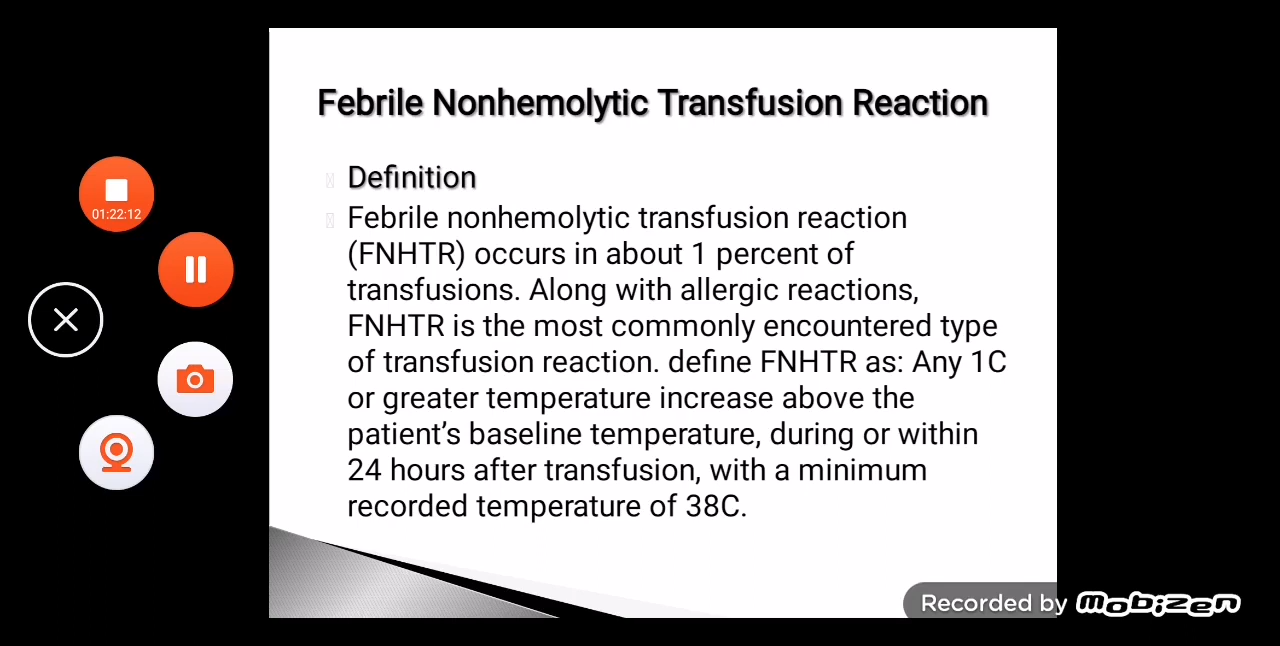 Febrile Nonhemolytic Transfusion Reaction
Definition
Febrile nonhemolytic transfusion reaction
(FNHTR) occurs in about 1 percent of
transfusions. Along with allergic reactions,
FNHTR is the most commonly encountered type
of transfusion reaction. define FNHTR as: Any 1C
or greater temperature increase above the
patient’s baseline temperature, during or within
24 hours after transfusion, with a minimum
recorded temperature of 38C.
01:22:12
Recorded by mobizen